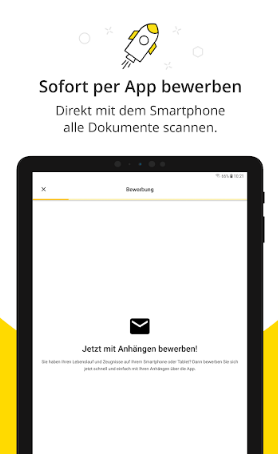 Sofort per App bewerben
Direkt mit dem Smartphone
alle Dokumente scannen.
Bewerbung
Jetzt mit Anhängen bewerben!
Sie haben Ihren Lebenslauf und Zeugnisse auf Ihrem Smartphone oder Tablet? Dann bewerben Sie sich
jetzt schnell und einfach mit Ihren Anhängen über die App.